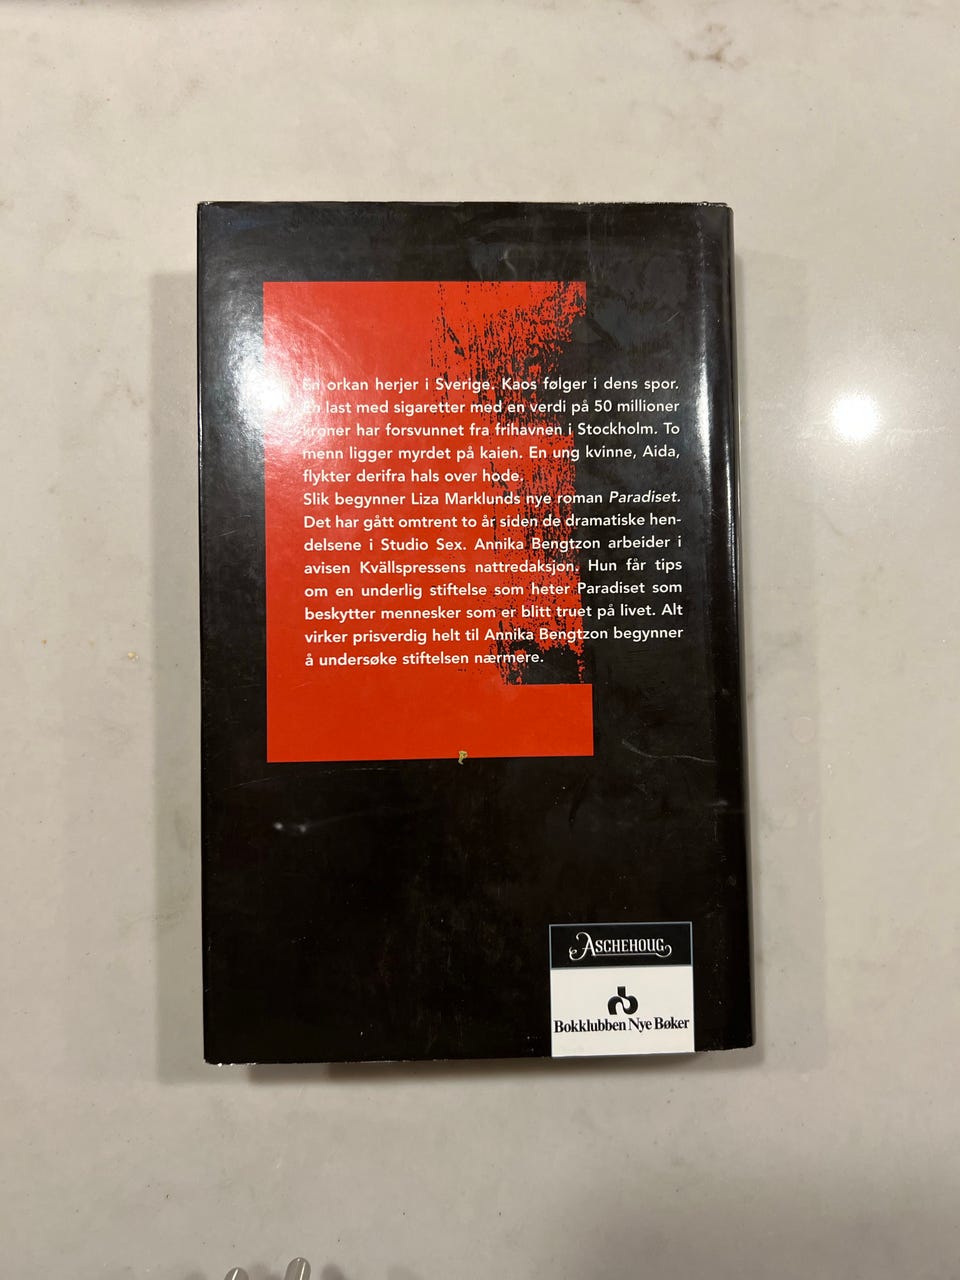 En orkan herjer i Sverige. Kaos følger i dens spor.
En last med sigaretter med en verdi på 50 millioner
kroner har forsvunnet fra frihavnen i Stockholm. To
menn ligger myrdet på kaien. En ung kvinne, Aida,
flykter derifra hals over hode.
Slik begynner Liza Marklunds nye roman Paradiset.
Det har gått omtrent to år siden de dramatiske hen-
delsene i Studio Sex. Annika Bengtzon arbeider i
avisen Kvällspressens nattredaksjon. Hun får tips
om en underlig stiftelse som heter Paradiset som
beskytter mennesker som er blitt truet på livet. Alt
virker prisverdig helt til Annika Bengtzon begynner
å undersøke stiftelsen nærmere.
ASCHEHOUG
Bokklubben Nye Bøker